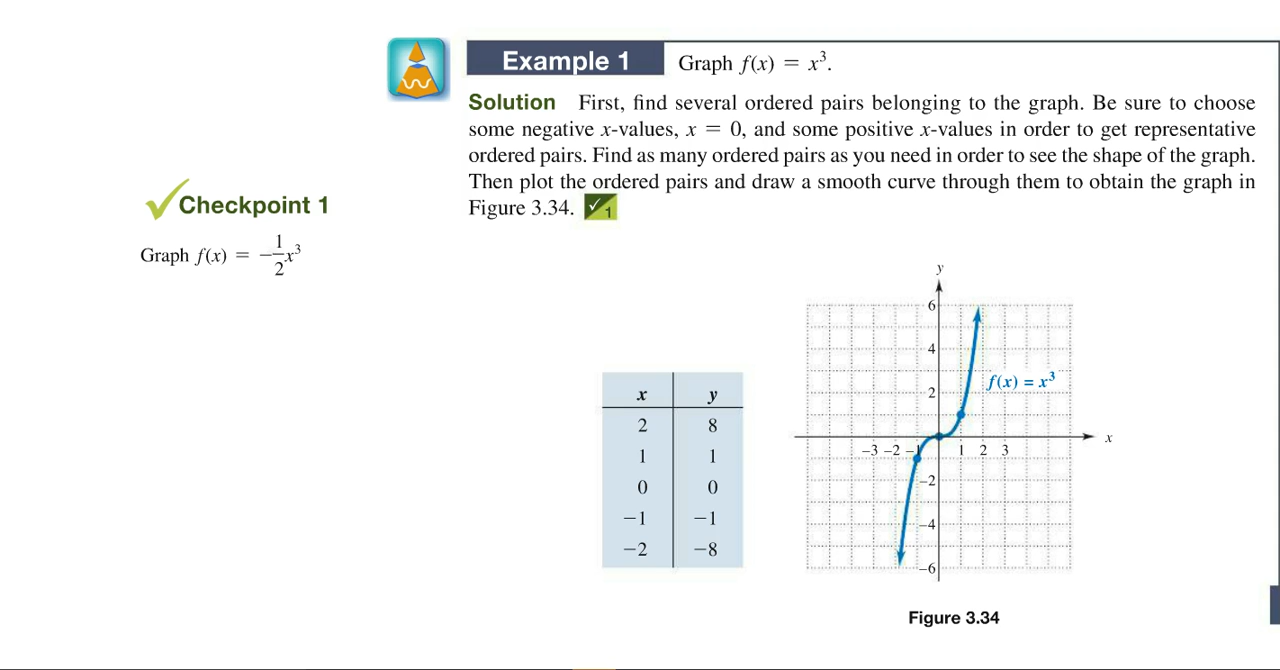 Example 1 Graph f(x) = x³.
Solution First, find several ordered pairs belonging to the graph. Be sure to choose
some negative x-values, x = 0, and some positive x-values in order to get representative
ordered pairs. Find as many ordered pairs as you need in order to see the shape of the graph.
Then plot the ordered pairs and draw a smooth curve through them to obtain the graph in
Figure 3.34. ✓1
✓Checkpoint 1
Graph f(x) = −1/2x³
x y
2 8
1 1
0 0
−1 −1
−2 −8
y
6
4
f(x) = x³
2
x
−3 −2 −1 1 2 3
−2
−4
−6
Figure 3.34